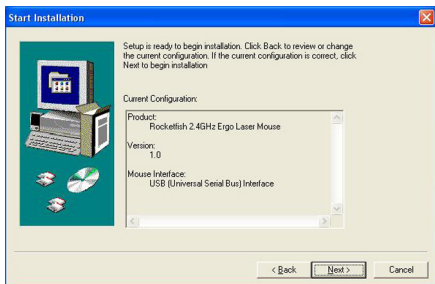 Start Installation
Setup is ready to begin installation. Click Back to review or change
the current configuration. If the current configuration is correct, click
Next to begin installation
Current Configuration:
Product:
Rocketfish 2.4GHz Ergo Laser Mouse
Version:
1.0
Mouse Interface:
USB (Universal Serial Bus) Interface
< Back
Next >
Cancel